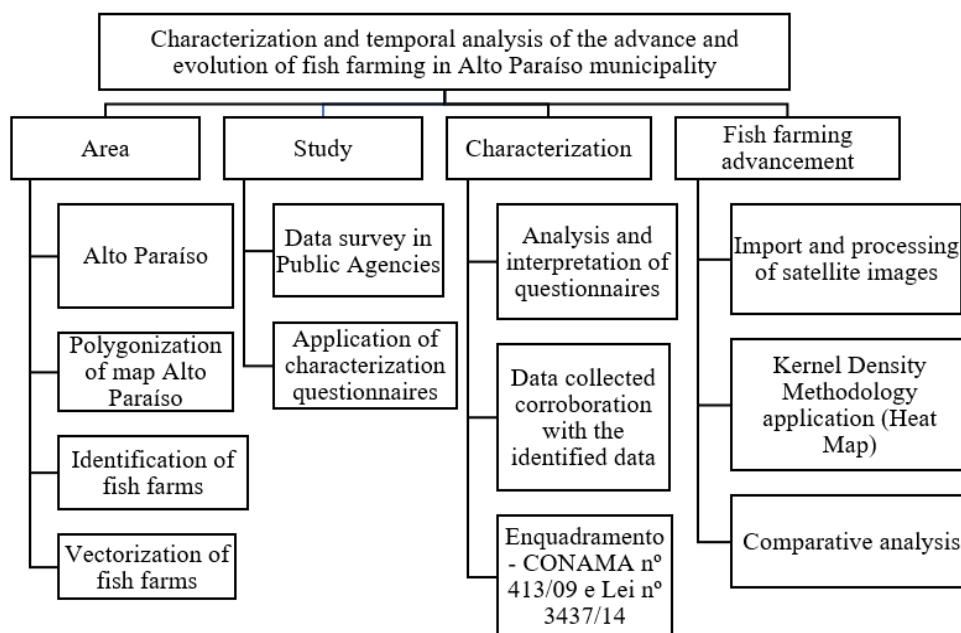 Characterization and temporal analysis of the advance and
evolution of fish farming in Alto Paraíso municipality
Area
Alto Paraíso
Polygonization
of map Alto
Paraíso
Identification of
fish farms
Vectorization of
fish farms
Study
Data survey in
Public Agencies
Application of
characterization
questionnaires
Characterization
Analysis and
interpretation of
questionnaires
Data collected
corroboration
with the
identified data
Enquadramento
- CONAMA nº
413/09 e Lei nº
3437/14
Fish farming
advancement
Import and processing
of satellite images
Kernel Density
Methodology
application (Heat
Map)
Comparative analysis